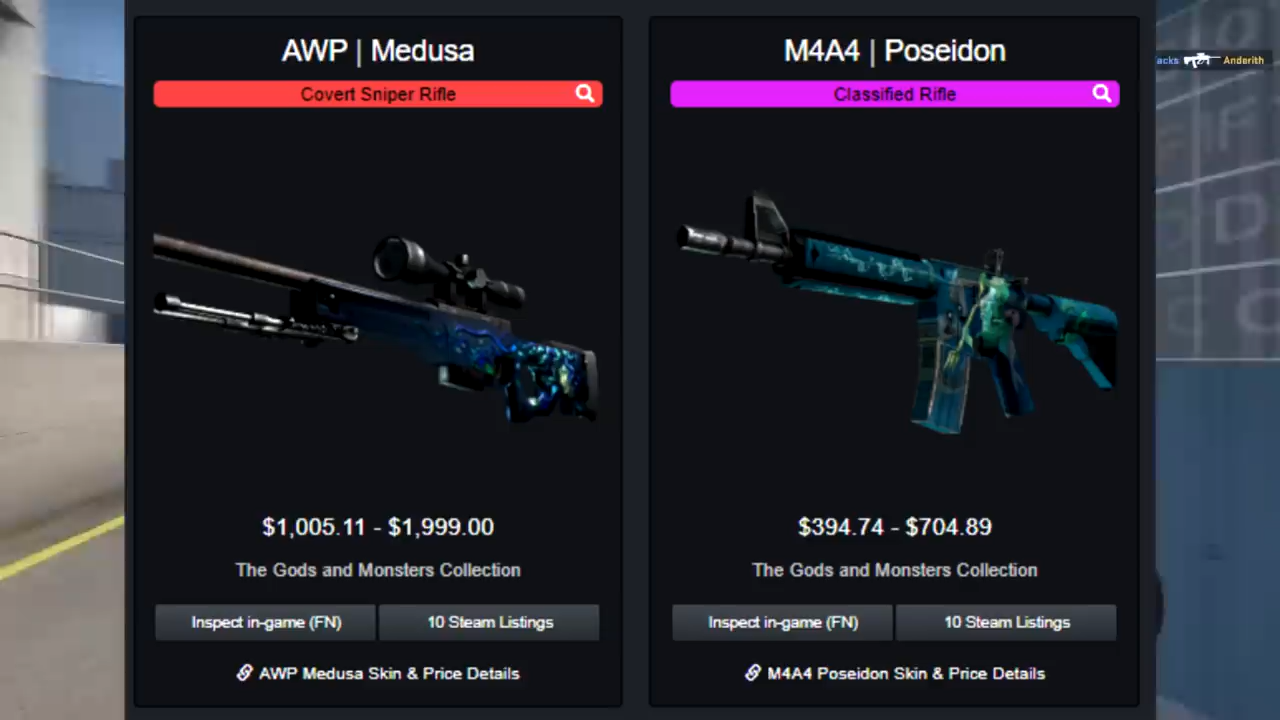 AWP | Medusa
Covert Sniper Rifle
$1,005.11 - $1,999.00
The Gods and Monsters Collection
Inspect in-game (FN)
10 Steam Listings
AWP Medusa Skin & Price Details
M4A4 | Poseidon
Classified Rifle
$394.74 - $704.89
The Gods and Monsters Collection
Inspect in-game (FN)
10 Steam Listings
M4A4 Poseidon Skin & Price Details
acks Anderith